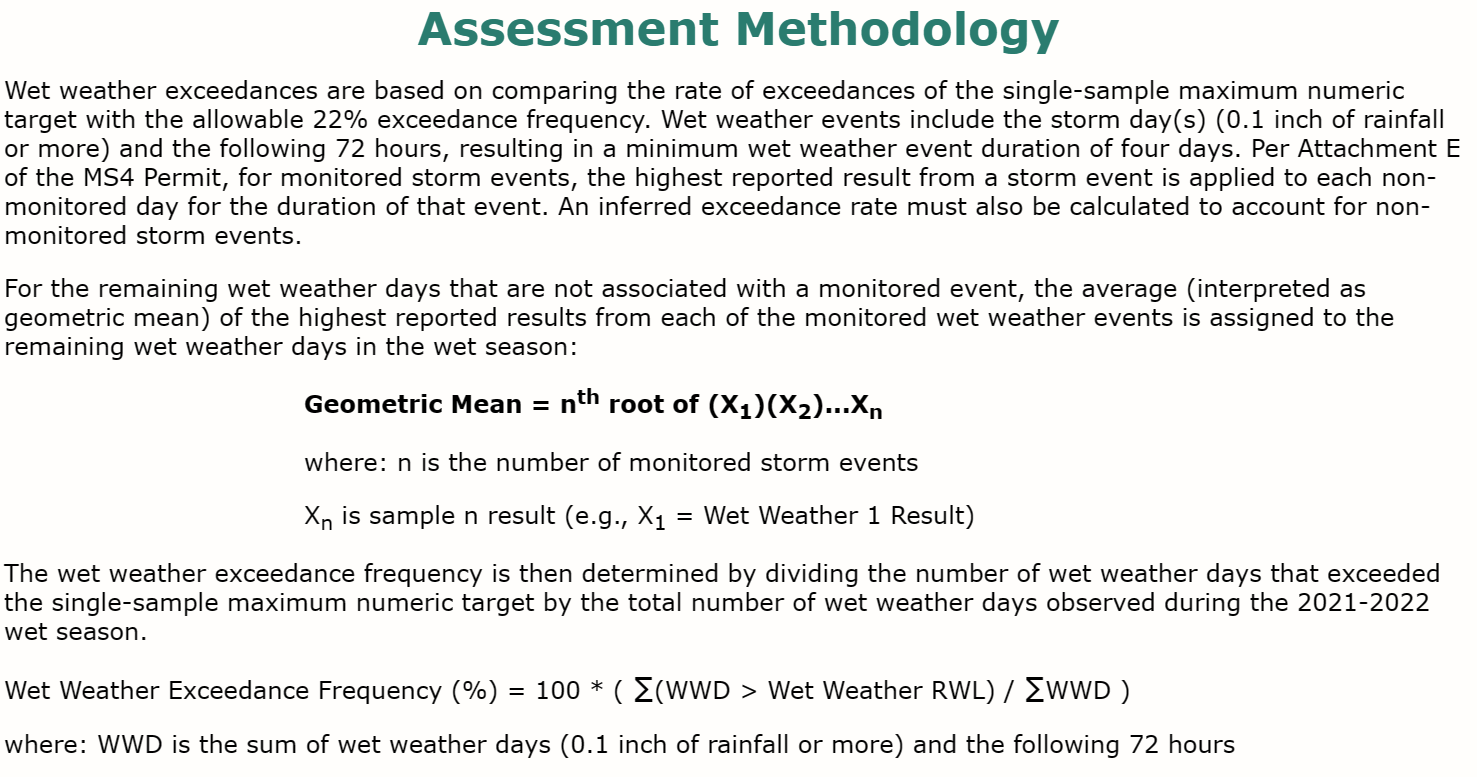 Assessment Methodology
Wet weather exceedances are based on comparing the rate of exceedances of the single-sample maximum numeric
target with the allowable 22% exceedance frequency. Wet weather events include the storm day(s) (0.1 inch of rainfall
or more) and the following 72 hours, resulting in a minimum wet weather event duration of four days. Per Attachment E
of the MS4 Permit, for monitored storm events, the highest reported result from a storm event is applied to each non-
monitored day for the duration of that event. An inferred exceedance rate must also be calculated to account for non-
monitored storm events.
For the remaining wet weather days that are not associated with a monitored event, the average (interpreted as
geometric mean) of the highest reported results from each of the monitored wet weather events is assigned to the
remaining wet weather days in the wet season:
Geometric Mean = nth root of (X1)(X2)...Xn
where: n is the number of monitored storm events
Xn is sample n result (e.g., X1 = Wet Weather 1 Result)
The wet weather exceedance frequency is then determined by dividing the number of wet weather days that exceeded
the single-sample maximum numeric target by the total number of wet weather days observed during the 2021-2022
wet season.
Wet Weather Exceedance Frequency (%) = 100 * ( ∑(WWD > Wet Weather RWL) / ∑WWD )
where: WWD is the sum of wet weather days (0.1 inch of rainfall or more) and the following 72 hours